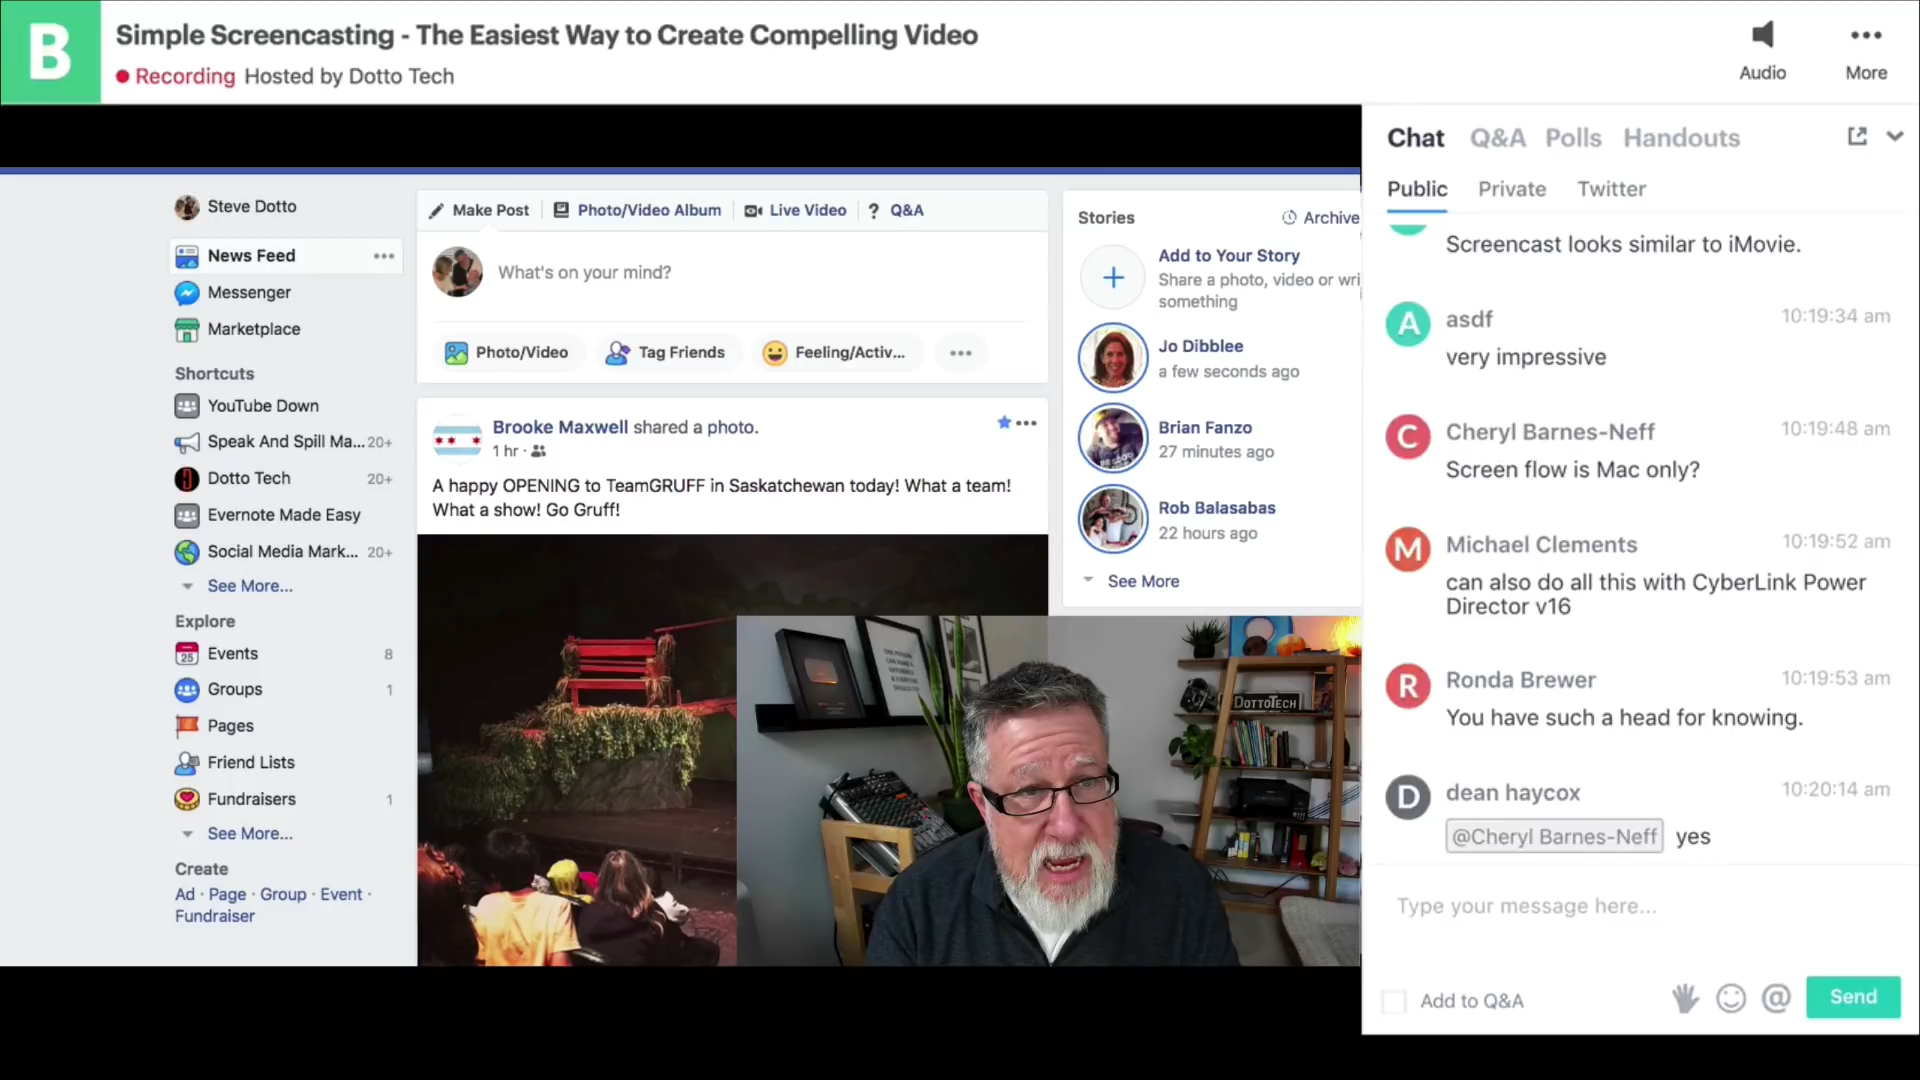 B
Simple Screencasting - The Easiest Way to Create Compelling Video
Recording Hosted by Dotto Tech
Audio
More
Steve Dotto
News Feed
Messenger
Marketplace
Shortcuts
YouTube Down
Speak And Spill Ma... 20+
Dotto Tech 20+
Evernote Made Easy
Social Media Mark... 20+
See More...
Explore
25 Events 8
Groups 1
Pages
Friend Lists
Fundraisers 1
See More...
Create
Ad · Page · Group · Event ·
Fundraiser
Make Post
Photo/Video Album
Live Video
? Q&A
What's on your mind?
Photo/Video
Tag Friends
Feeling/Activ...
Brooke Maxwell shared a photo.
1 hr ·
A happy OPENING to TeamGRUFF in Saskatchewan today! What a team!
What a show! Go Gruff!
Stories Archive
Add to Your Story
Share a photo, video or wri
something
Jo Dibblee
a few seconds ago
Brian Fanzo
27 minutes ago
Rob Balasabas
22 hours ago
See More
DOTTOTECH
Chat Q&A Polls Handouts
Public Private Twitter
Screencast looks similar to iMovie.
A asdf 10:19:34 am
very impressive
C Cheryl Barnes-Neff 10:19:48 am
Screen flow is Mac only?
M Michael Clements 10:19:52 am
can also do all this with CyberLink Power
Director v16
R Ronda Brewer 10:19:53 am
You have such a head for knowing.
D dean haycox 10:20:14 am
@Cheryl Barnes-Neff yes
Type your message here...
Add to Q&A
@
Send